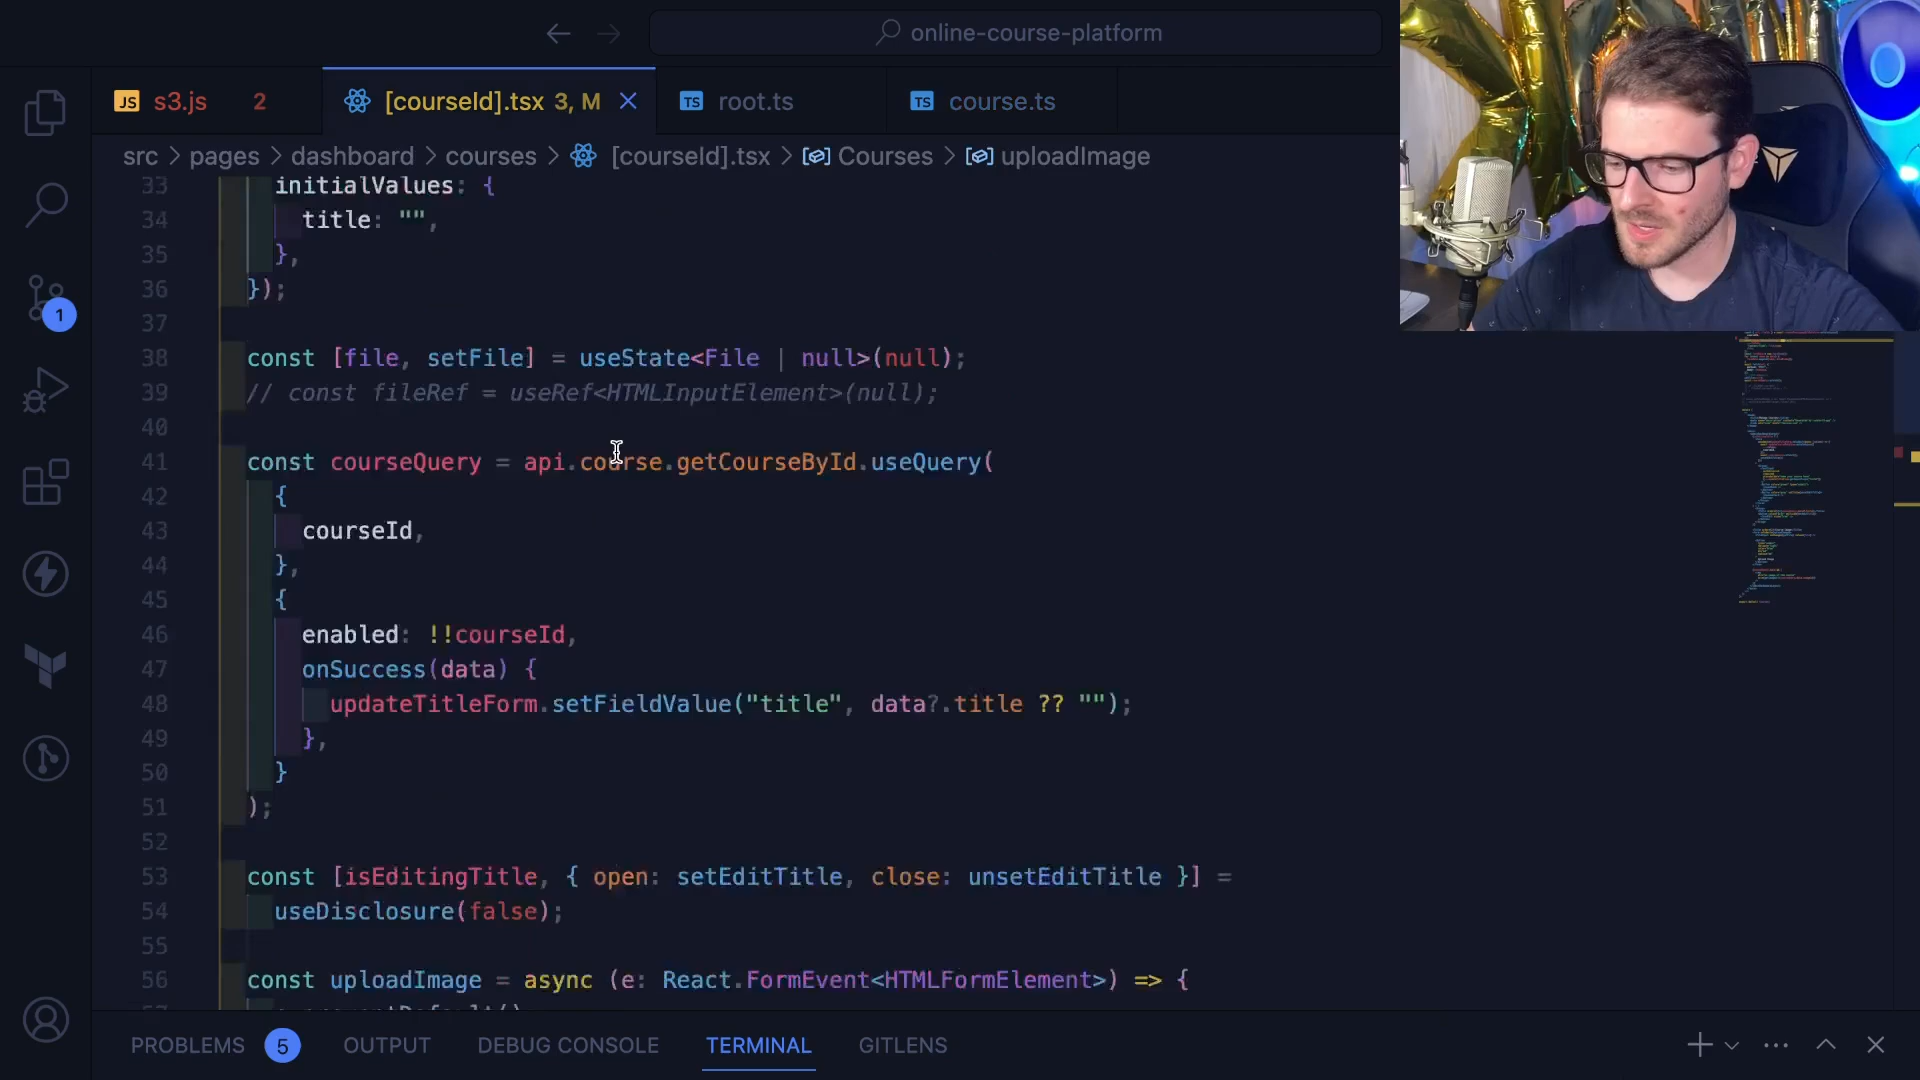 online-course-platform
JS s3.js 2
[courseId].tsx 3, M
TS root.ts
TS course.ts
src > pages > dashboard > courses > [courseId].tsx > Courses > uploadImage
33 initialValues: {
34 title: "",
35 },
36 });
37
38 const [file, setFile] = useState<File | null>(null);
39 // const fileRef = useRef<HTMLInputElement>(null);
40
41 const courseQuery = api.course.getCourseById.useQuery(
42 {
43 courseId,
44 },
45 {
46 enabled: !!courseId,
47 onSuccess(data) {
48 updateTitleForm.setFieldValue("title", data?.title ?? "");
49 },
50 }
51 );
52
53 const [isEditingTitle, { open: setEditTitle, close: unsetEditTitle }] =
54 useDisclosure(false);
55
56 const uploadImage = async (e: React.FormEvent<HTMLFormElement>) => {
1
PROBLEMS 5 OUTPUT DEBUG CONSOLE TERMINAL GITLENS